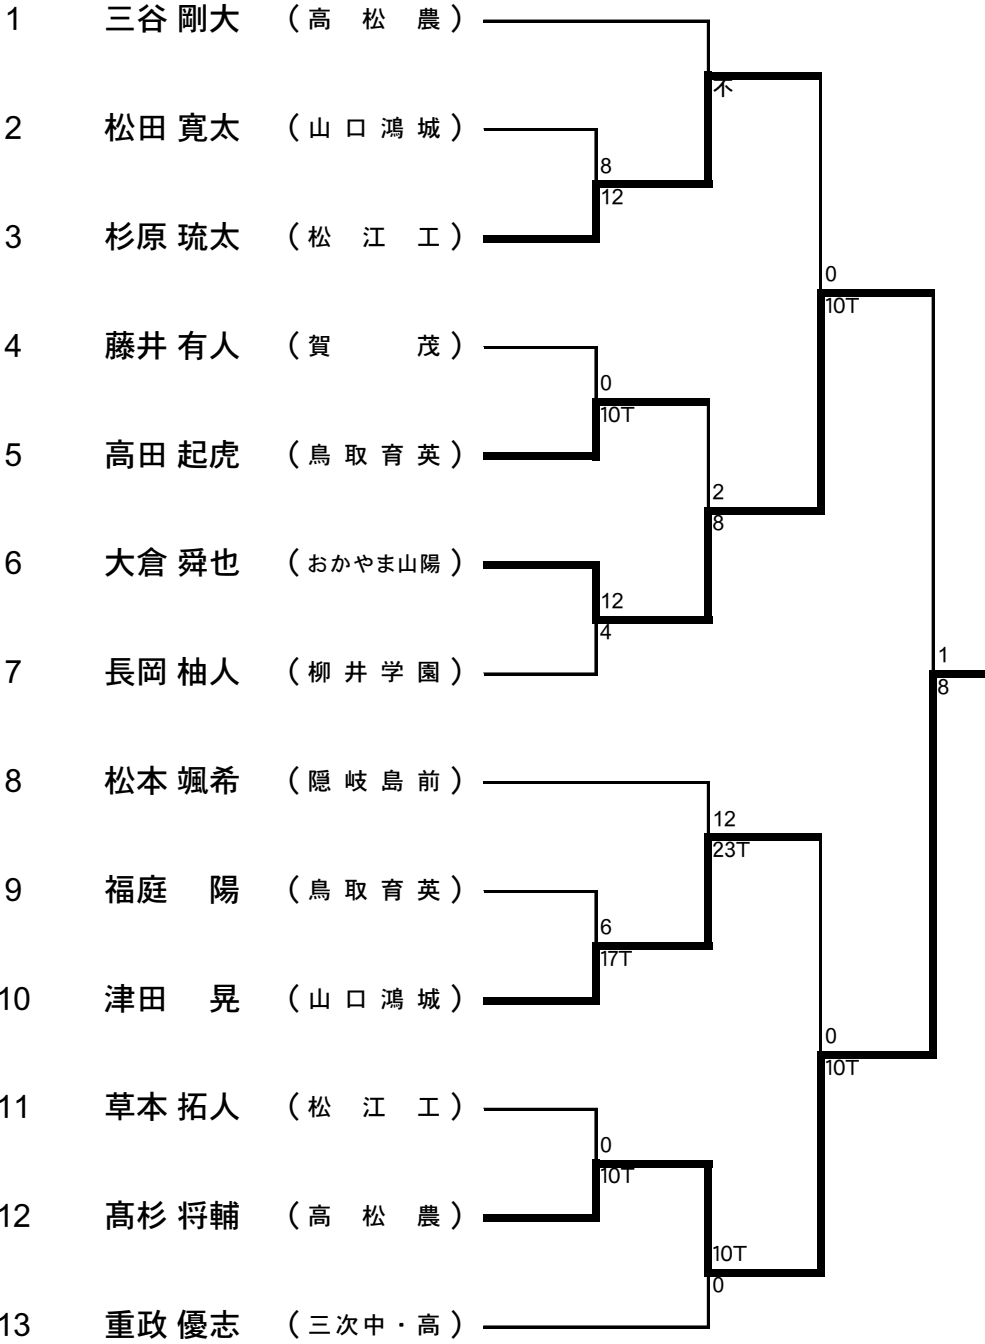 1 三谷 剛大 （高 松 農）
不
2 松田 寛太 （山 口 鴻 城）
8
12
3 杉原 琉太 （松 江 工）
0
10T
4 藤井 有人 （賀 茂）
0
10T
5 高田 起虎 （鳥 取 育 英）
2
8
6 大倉 舜也 （おかやま山陽）
12
4
7 長岡 柚人 （柳 井 学 園）
1
8
8 松本 颯希 （隠 岐 島 前）
12
23T
9 福庭 陽 （鳥 取 育 英）
6
17T
10 津田 晃 （山 口 鴻 城）
0
10T
11 草本 拓人 （松 江 工）
0
10T
12 髙杉 将輔 （高 松 農）
10T
0
13 重政 優志 （三次中・高）